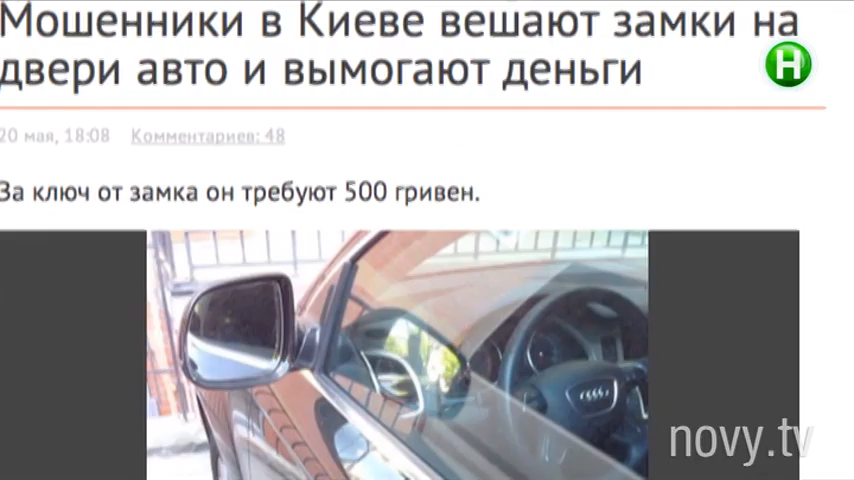 Мошенники в Киеве вешают замки на
двери авто и вымогают деньги
Н
20 мая, 18:08 Комментариев: 48
За ключ от замка он требуют 500 гривен.
novy.tv